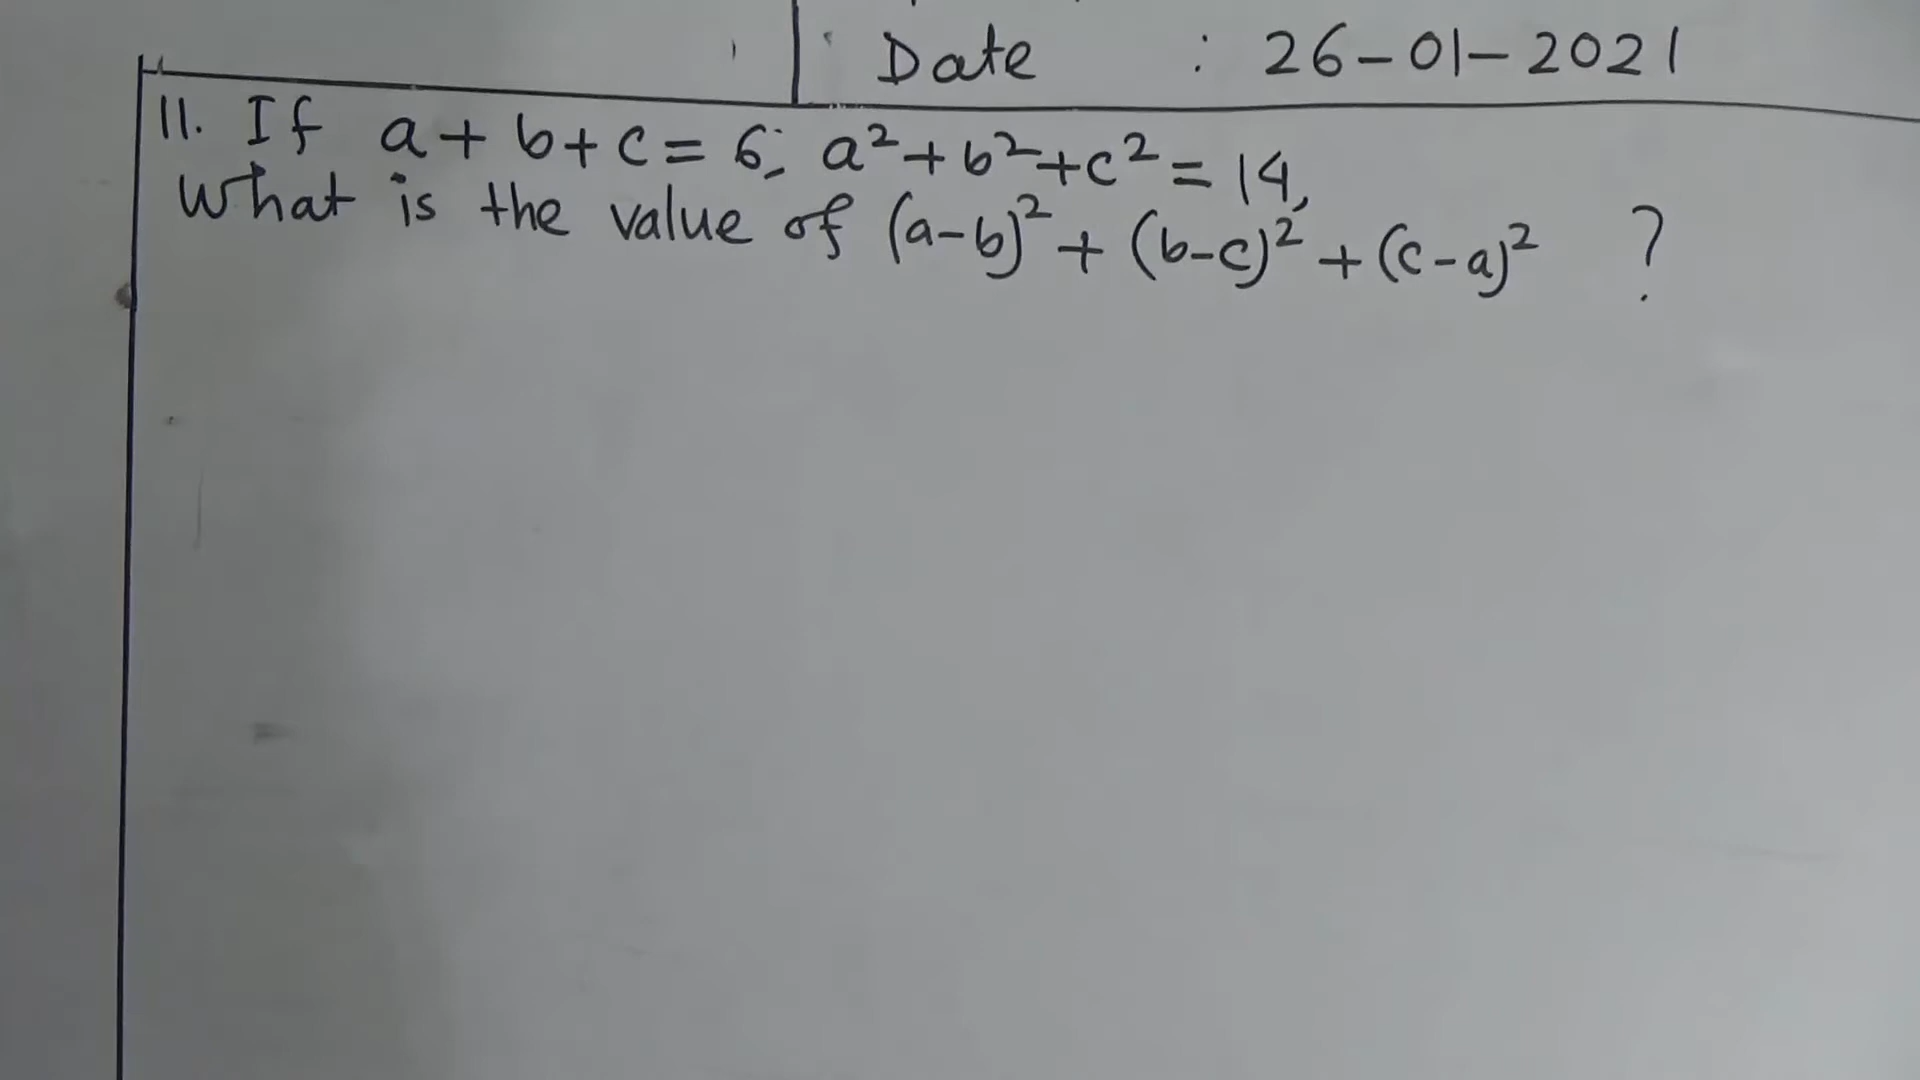 Date : 26-01-2021
11. If a + b + c = 6; a² + b² + c² = 14,
What is the value of (a-b)² + (b-c)² + (c-a)² ?